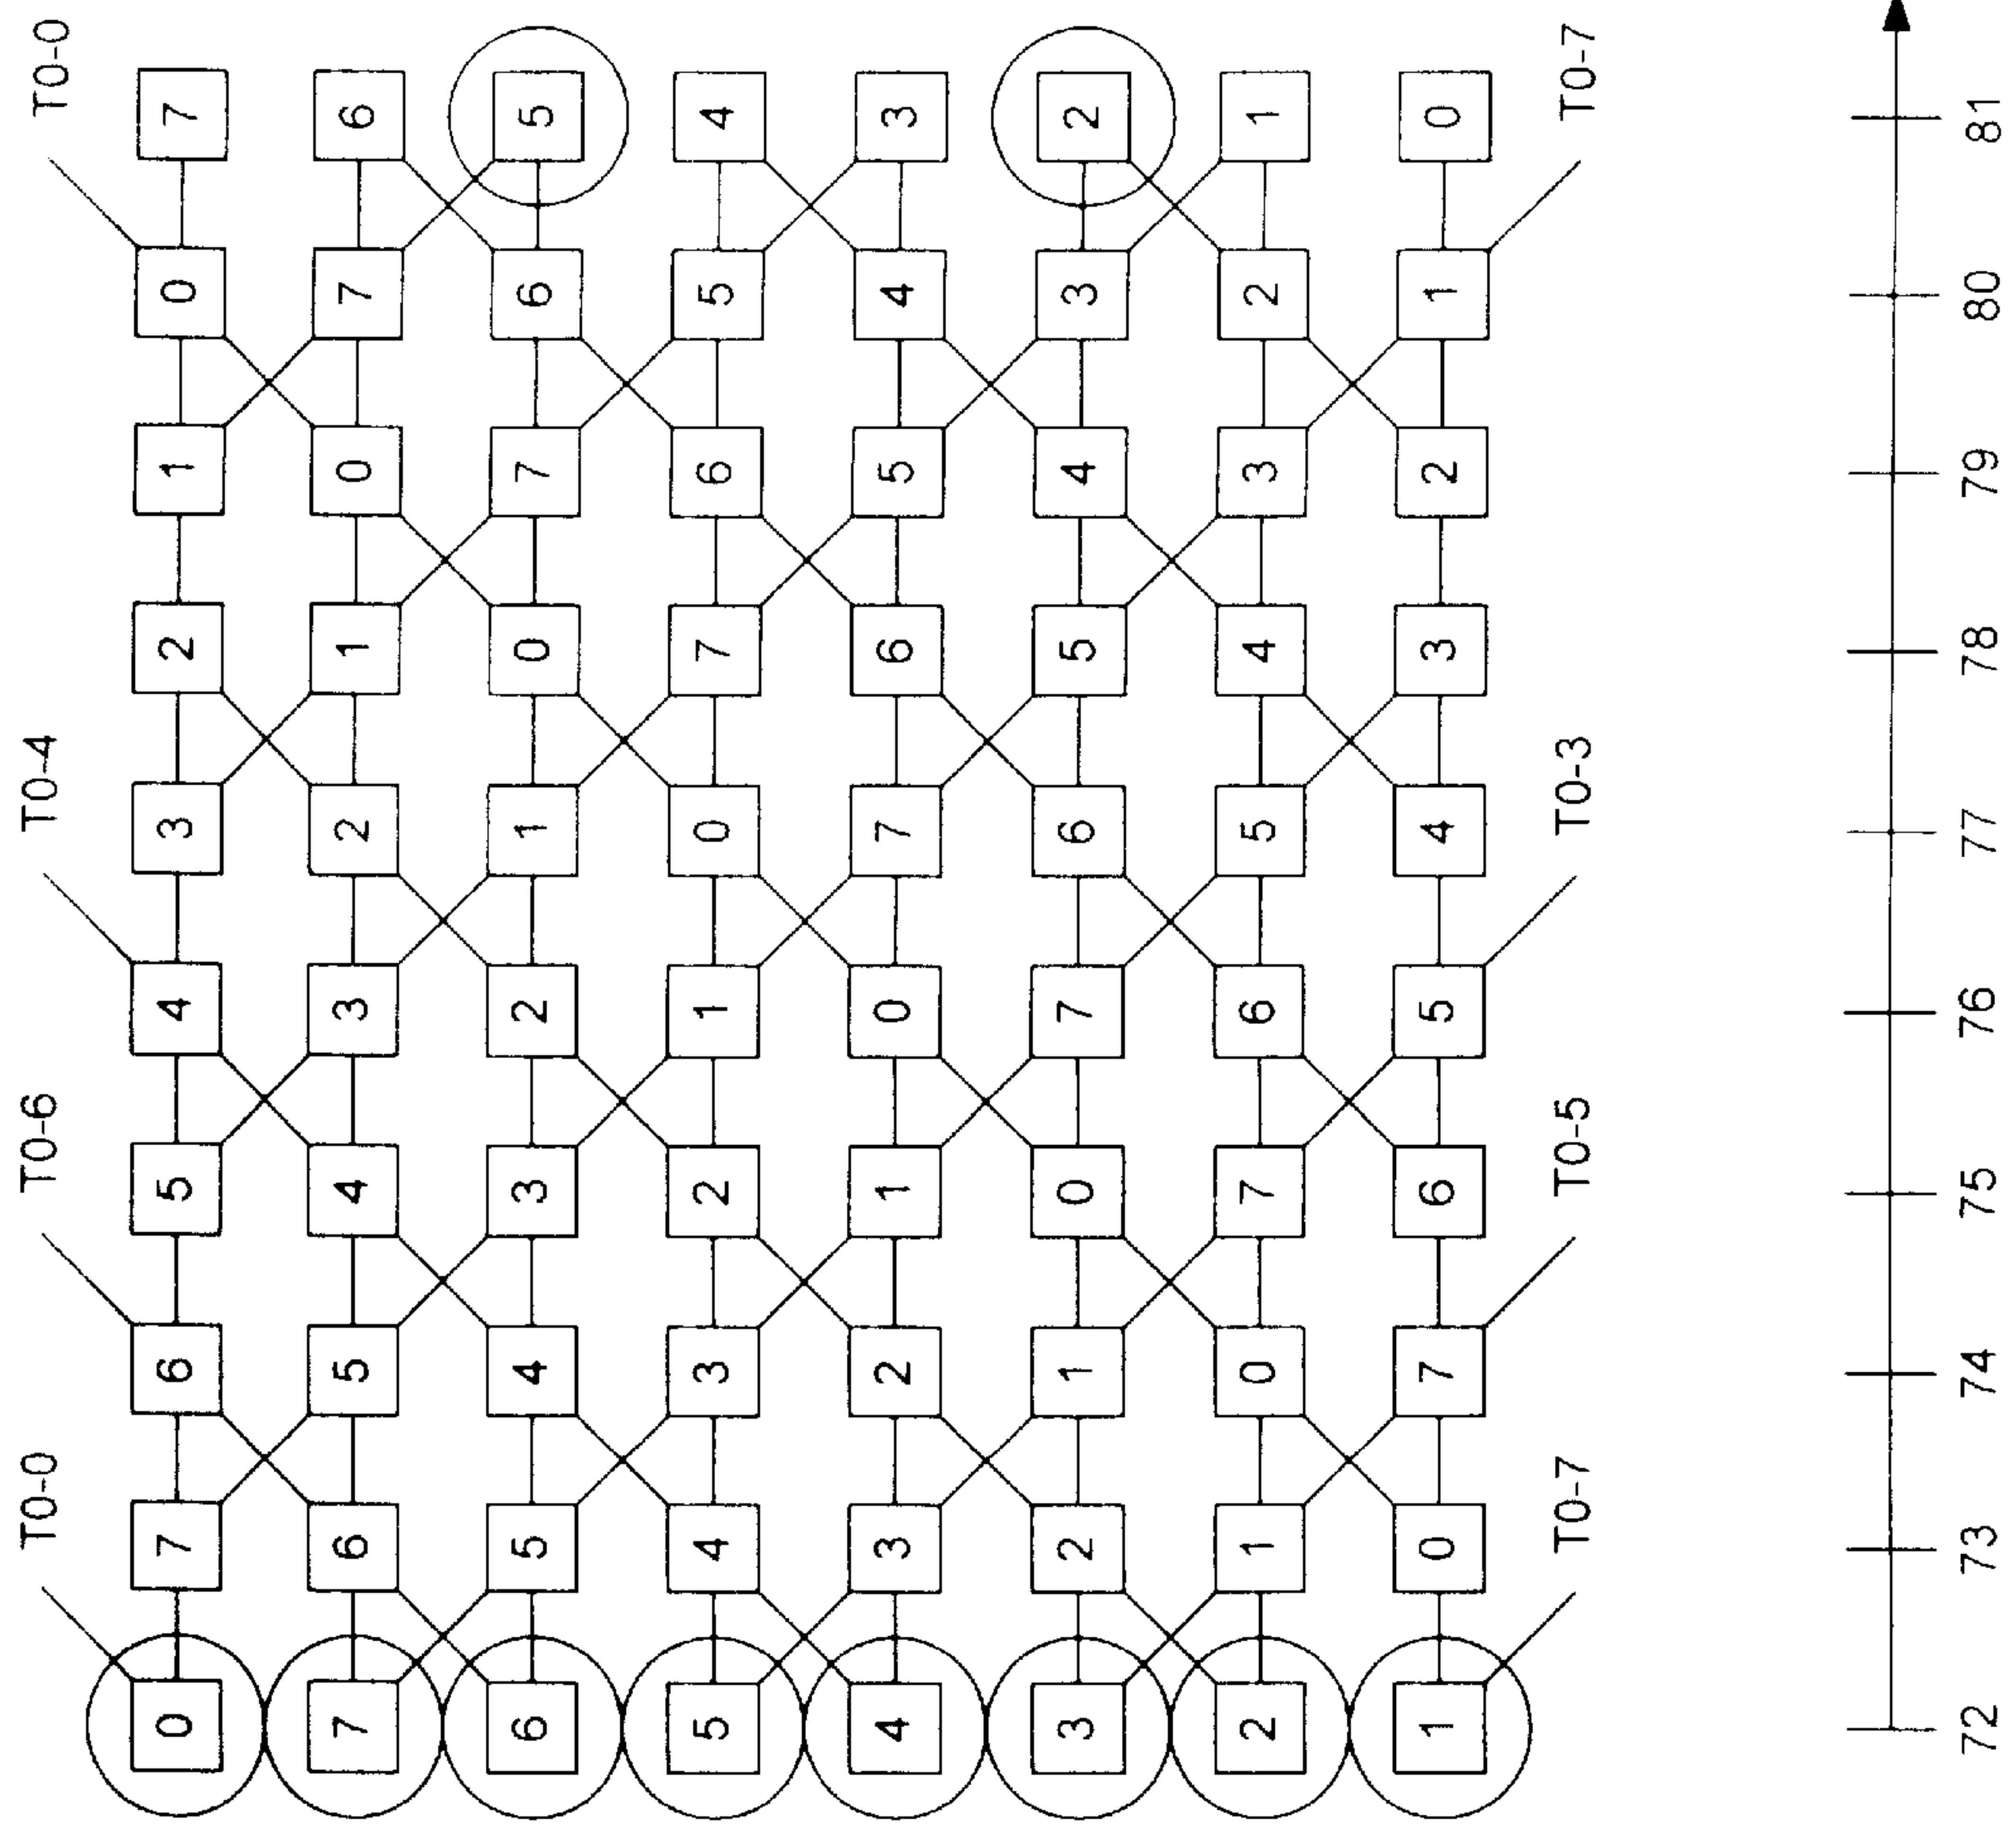 T0-0 T0-6 T0-4 T0-0
0 7 6 5 4 3 2 1 0 7
7 6 5 4 3 2 1 0 7 6
6 5 4 3 2 1 0 7 6 5
5 4 3 2 1 0 7 6 5 4
4 3 2 1 0 7 6 5 4 3
3 2 1 0 7 6 5 4 3 2
2 1 0 7 6 5 4 3 2 1
1 0 7 6 5 4 3 2 1 0
T0-7 T0-5 T0-3 T0-7
72 73 74 75 76 77 78 79 80 81